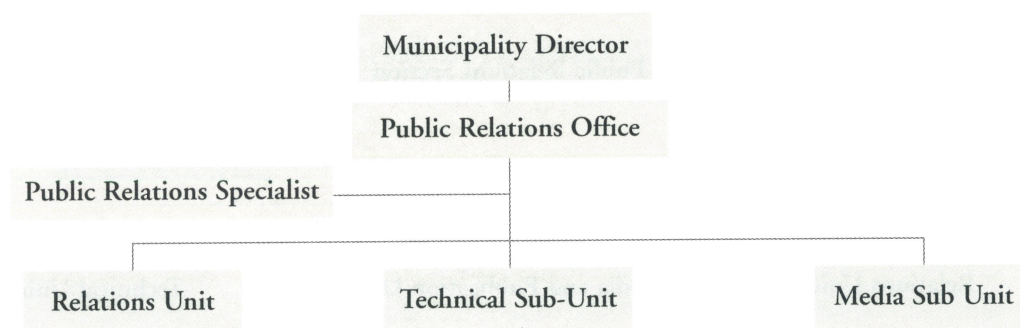 Municipality Director
Public Relations Office
Public Relations Specialist
Relations Unit
Technical Sub-Unit
Media Sub Unit